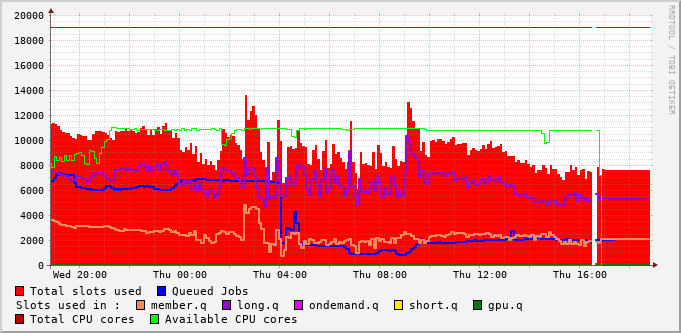 20000
18000
16000
14000
12000
10000
8000
6000
4000
2000
0
Wed 20:00 Thu 00:00 Thu 04:00 Thu 08:00 Thu 12:00 Thu 16:00
RRDTOOL / TOBI OETIKER
Total slots used Queued Jobs
Slots used in : member.q long.q ondemand.q short.q gpu.q
Total CPU cores Available CPU cores